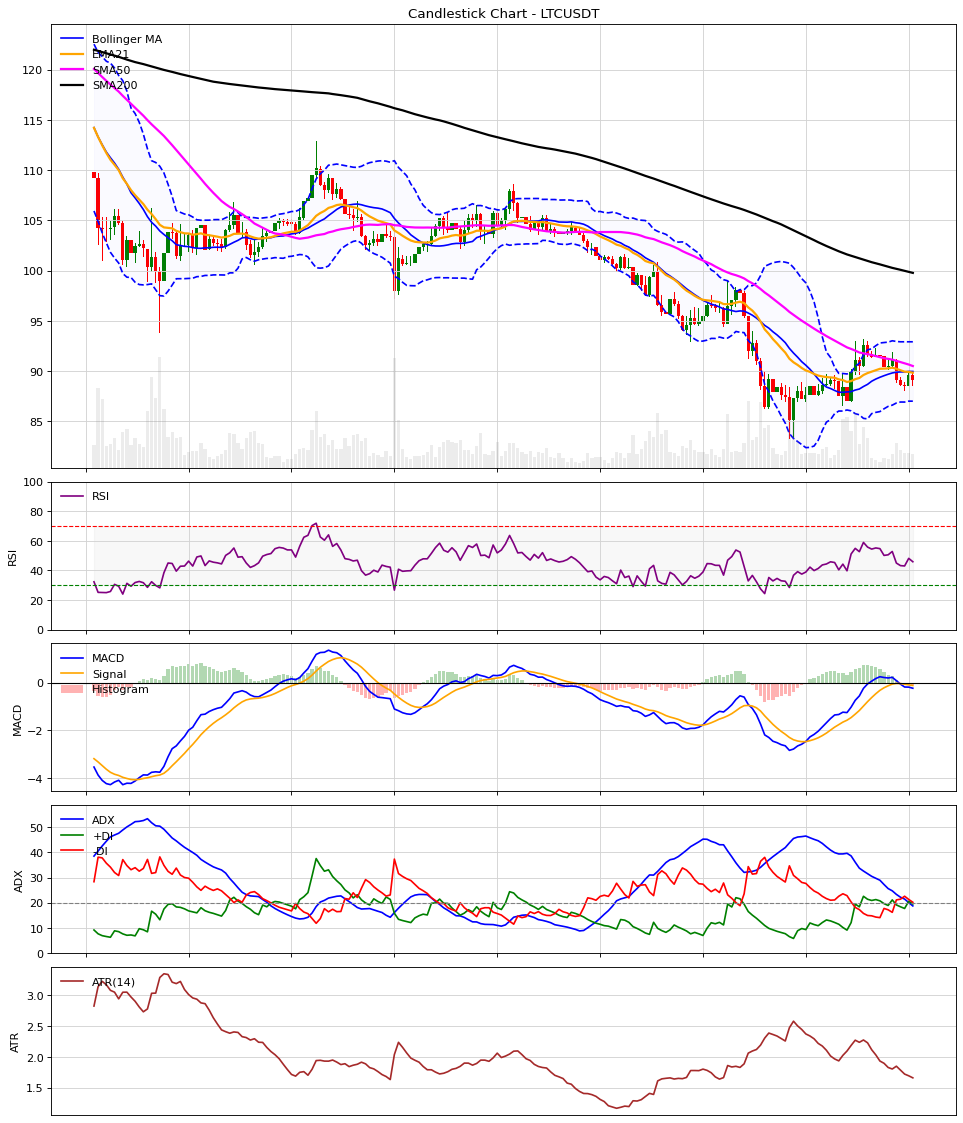 Candlestick Chart - LTCUSDT
Bollinger MA
EMA21
SMA50
SMA200
120
115
110
105
100
95
90
85
RSI
100
80
60
40
20
0
RSI
MACD
Signal
Histogram
0
−2
−4
MACD
ADX
+DI
-DI
50
40
30
20
10
0
ADX
ATR(14)
3.0
2.5
2.0
1.5
ATR